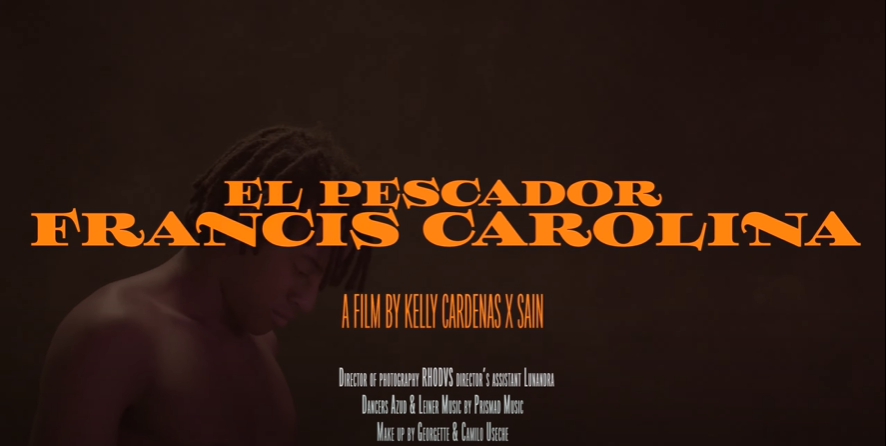 EL PESCADOR
FRANCIS CAROLINA
A FILM BY KELLY CARDENAS X SAIN
DIRECTOR OF PHOTOGRAPHY RHODVS DIRECTOR'S ASSISTANT LUNANDRA
DANCERS AZUD & LEINER MUSIC BY PRISMAD MUSIC
MAKE UP BY GEORGETTE & CAMILO USECHE